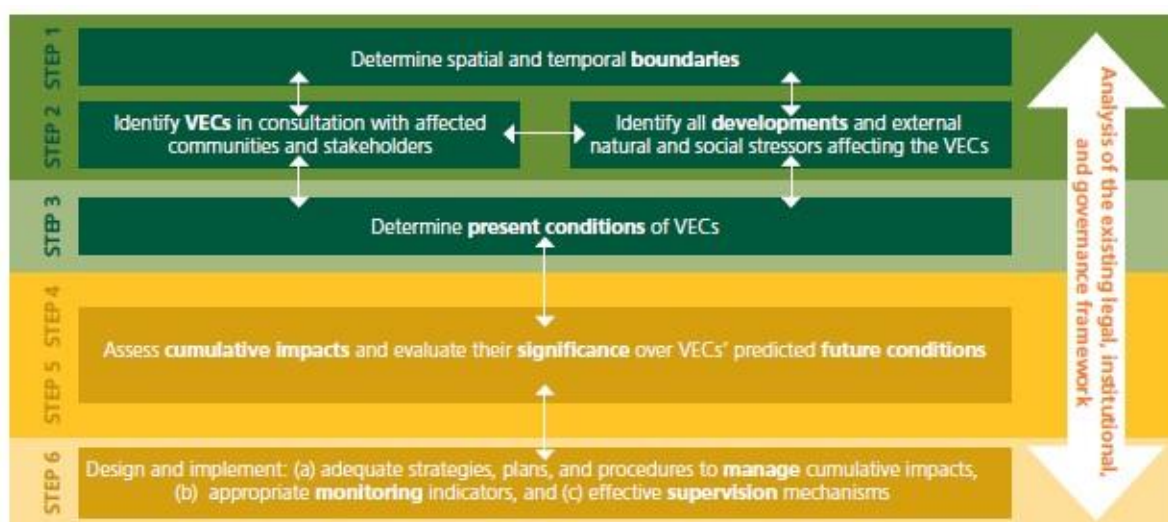 STEP 1
Determine spatial and temporal boundaries
STEP 2
Identify VECs in consultation with affected
communities and stakeholders
Identify all developments and external
natural and social stressors affecting the VECs
STEP 3
Determine present conditions of VECs
STEP 4
STEP 5
Assess cumulative impacts and evaluate their significance over VECs' predicted future conditions
STEP 6
Design and implement: (a) adequate strategies, plans, and procedures to manage cumulative impacts,
(b) appropriate monitoring indicators, and (c) effective supervision mechanisms
Analysis of the existing legal, institutional,
and governance framework